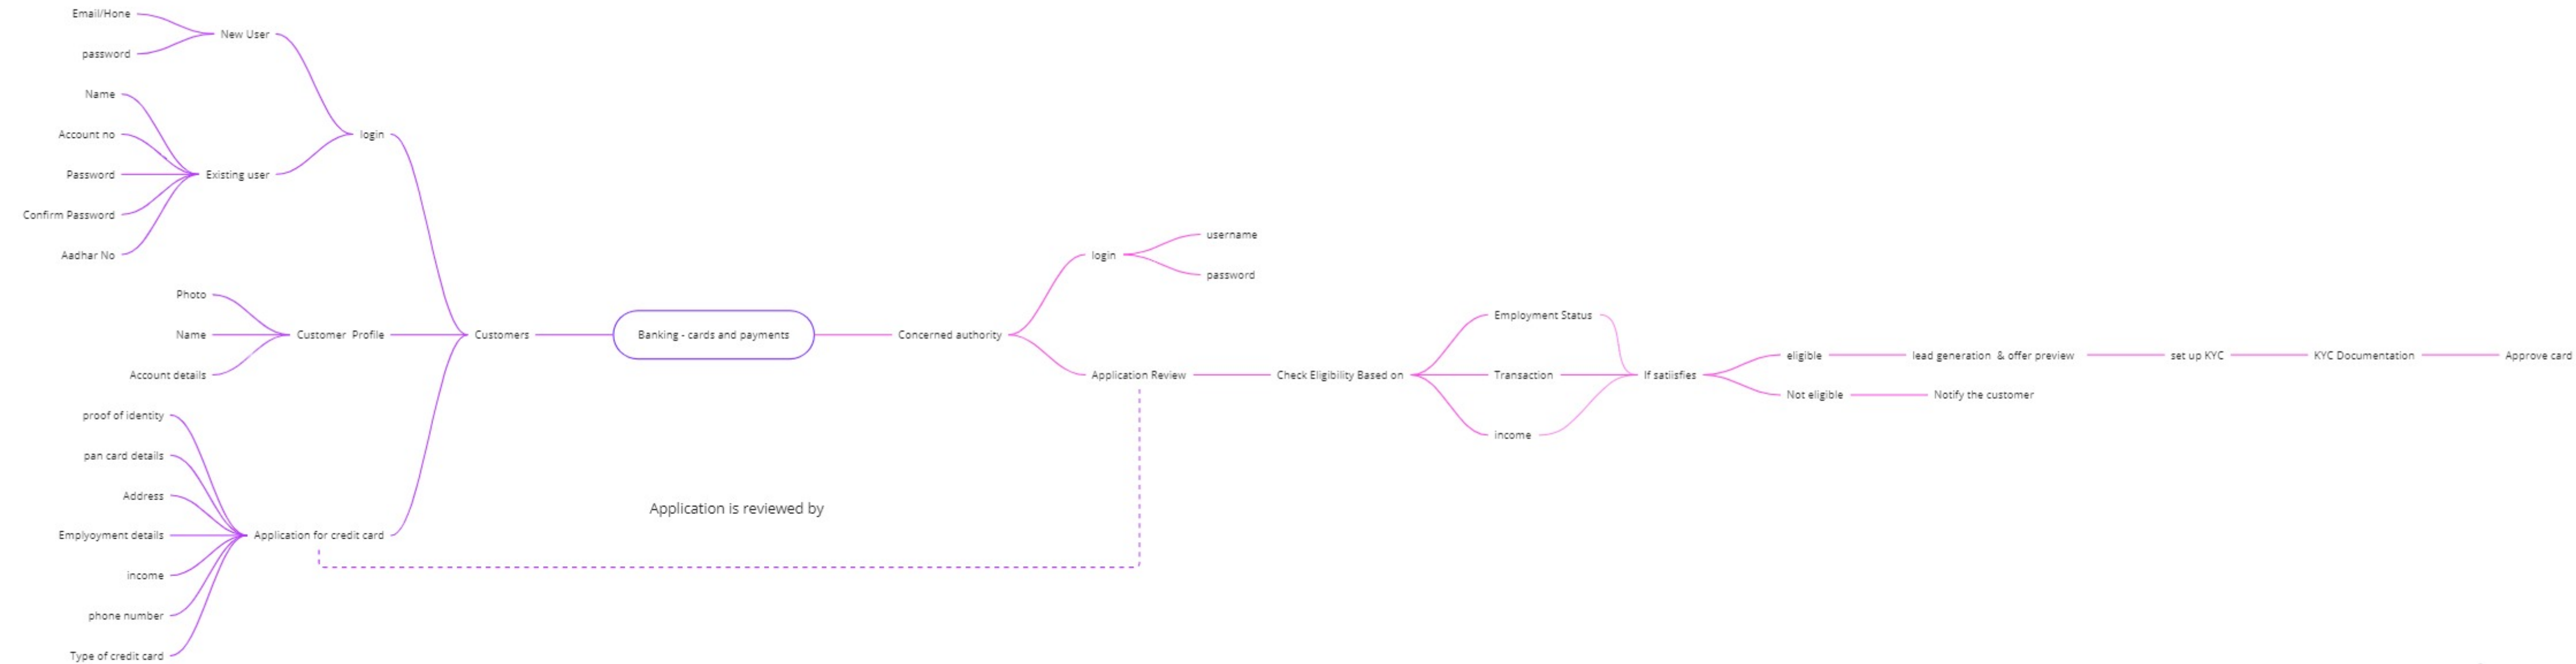 Email/Hone
New User
password
Name
Account no
login
Password
Existing user
Confirm Password
Aadhar No
Photo
Name
Customer Profile
Customers
Account details
proof of identity
pan card details
Address
Emplyoyment details
Application for credit card
income
phone number
Type of credit card
Banking - cards and payments
Application is reviewed by
Concerned authority
login
username
password
Application Review
Check Eligibility Based on
Employment Status
Transaction
income
If satiisfies
eligible
lead generation & offer preview
set up KYC
KYC Documentation
Approve card
Not eligible
Notify the customer